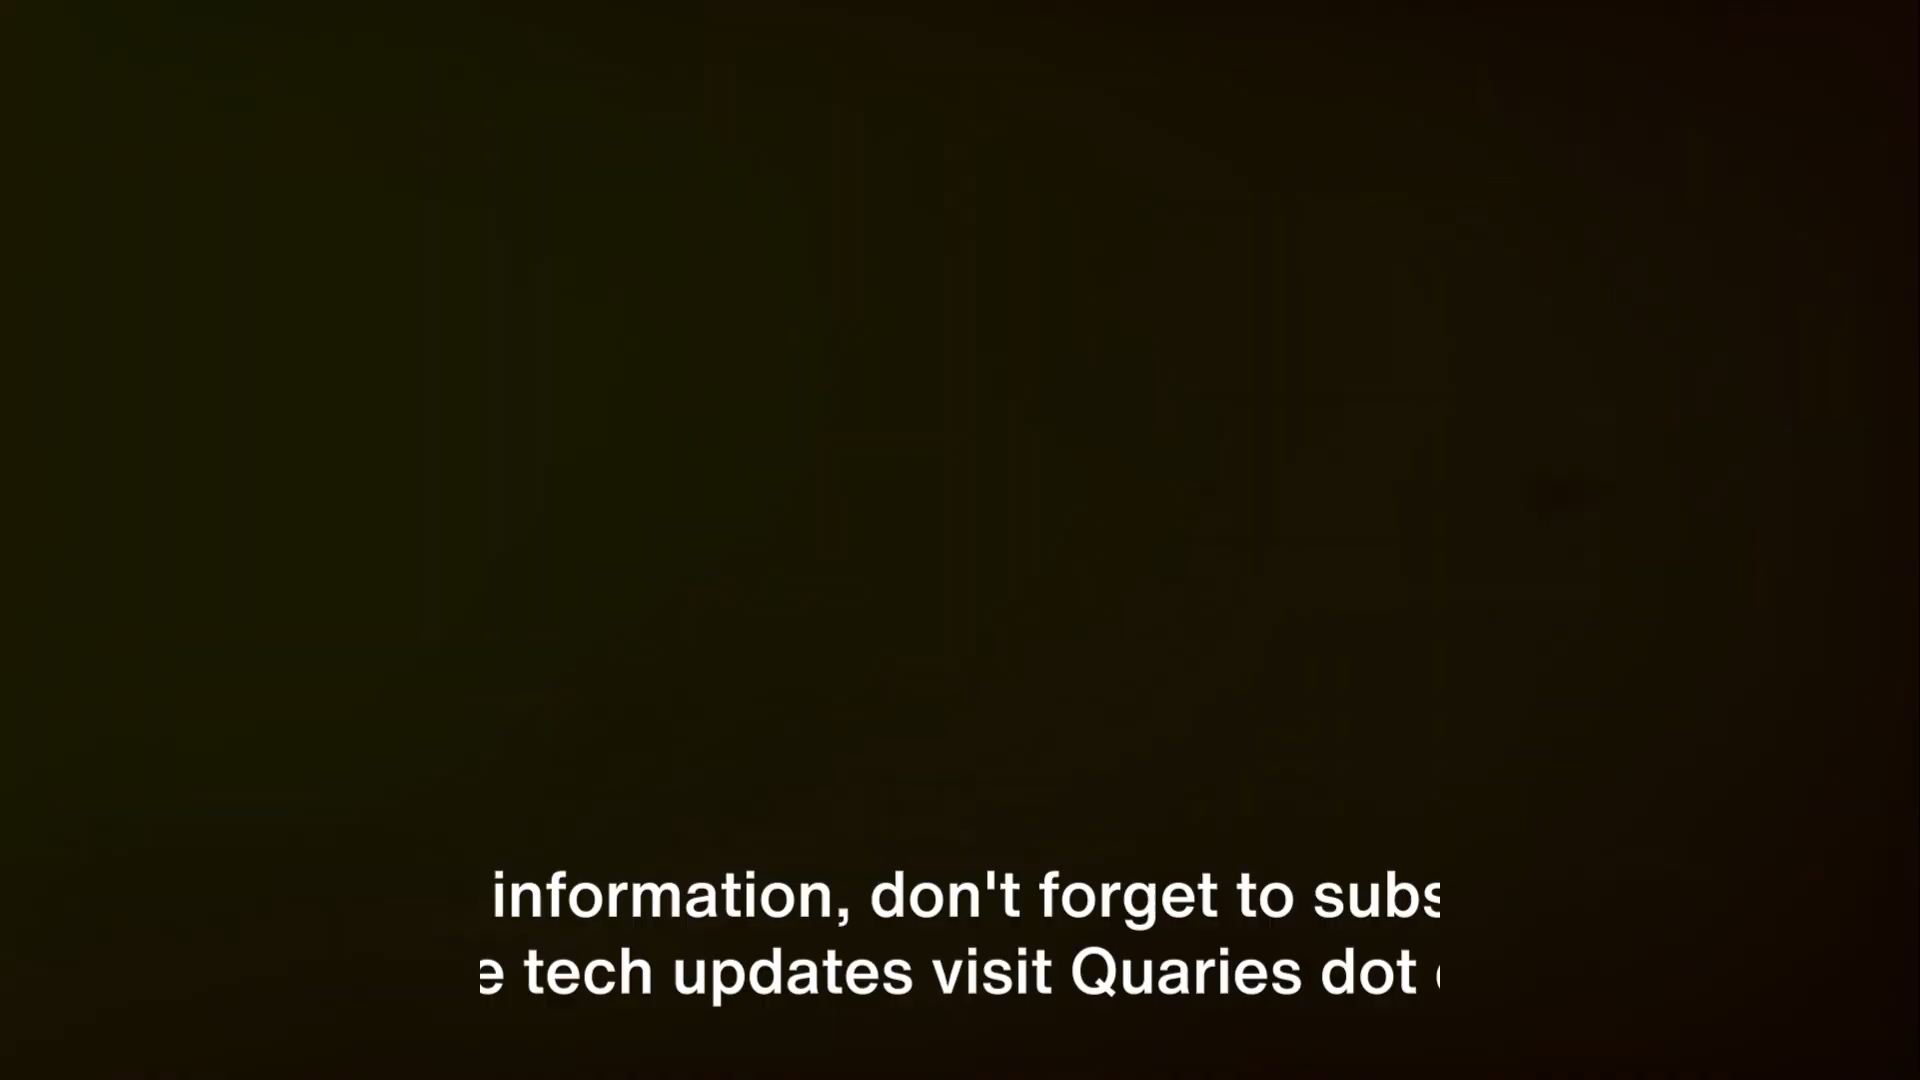 information, don't forget to subs
e tech updates visit Quaries dot